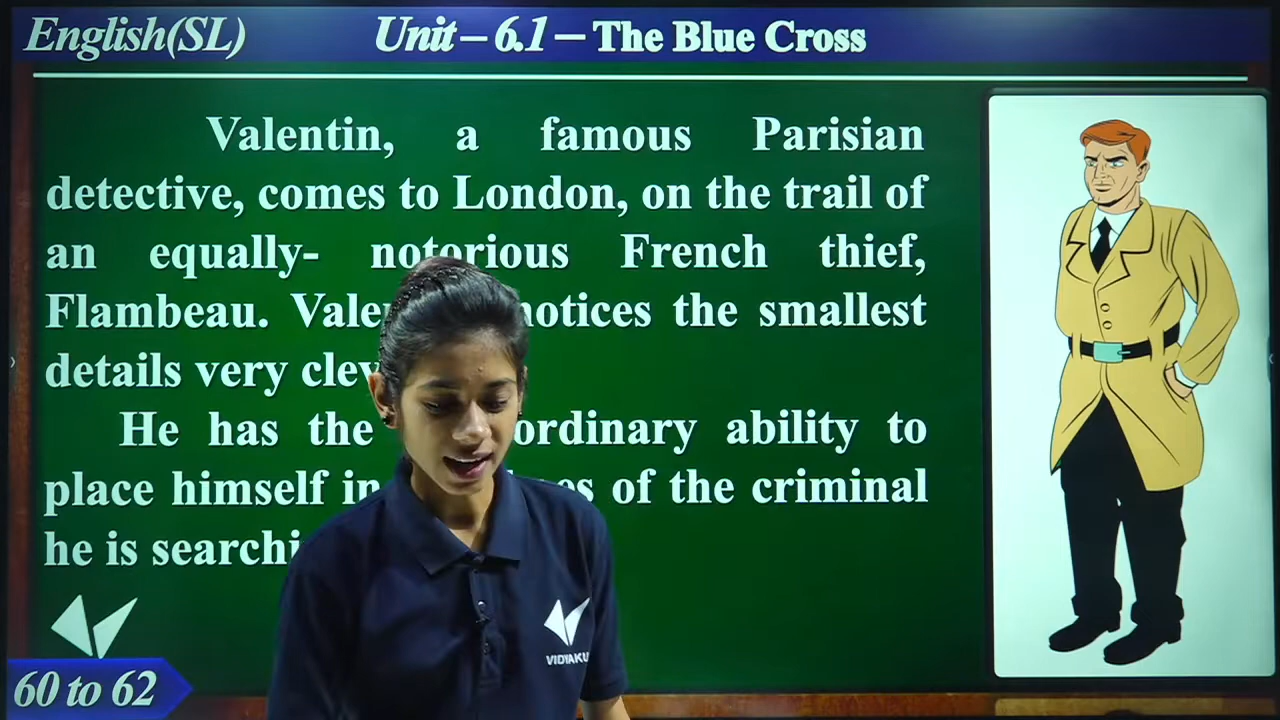 English(SL)
Unit – 6.1 – The Blue Cross
Valentin, a famous Parisian
detective, comes to London, on the trail of
an equally- notorious French thief,
Flambeau. notices the smallest
details very
He has the ability to
place himself in of the criminal
he is
VIDYAKU
60 to 62